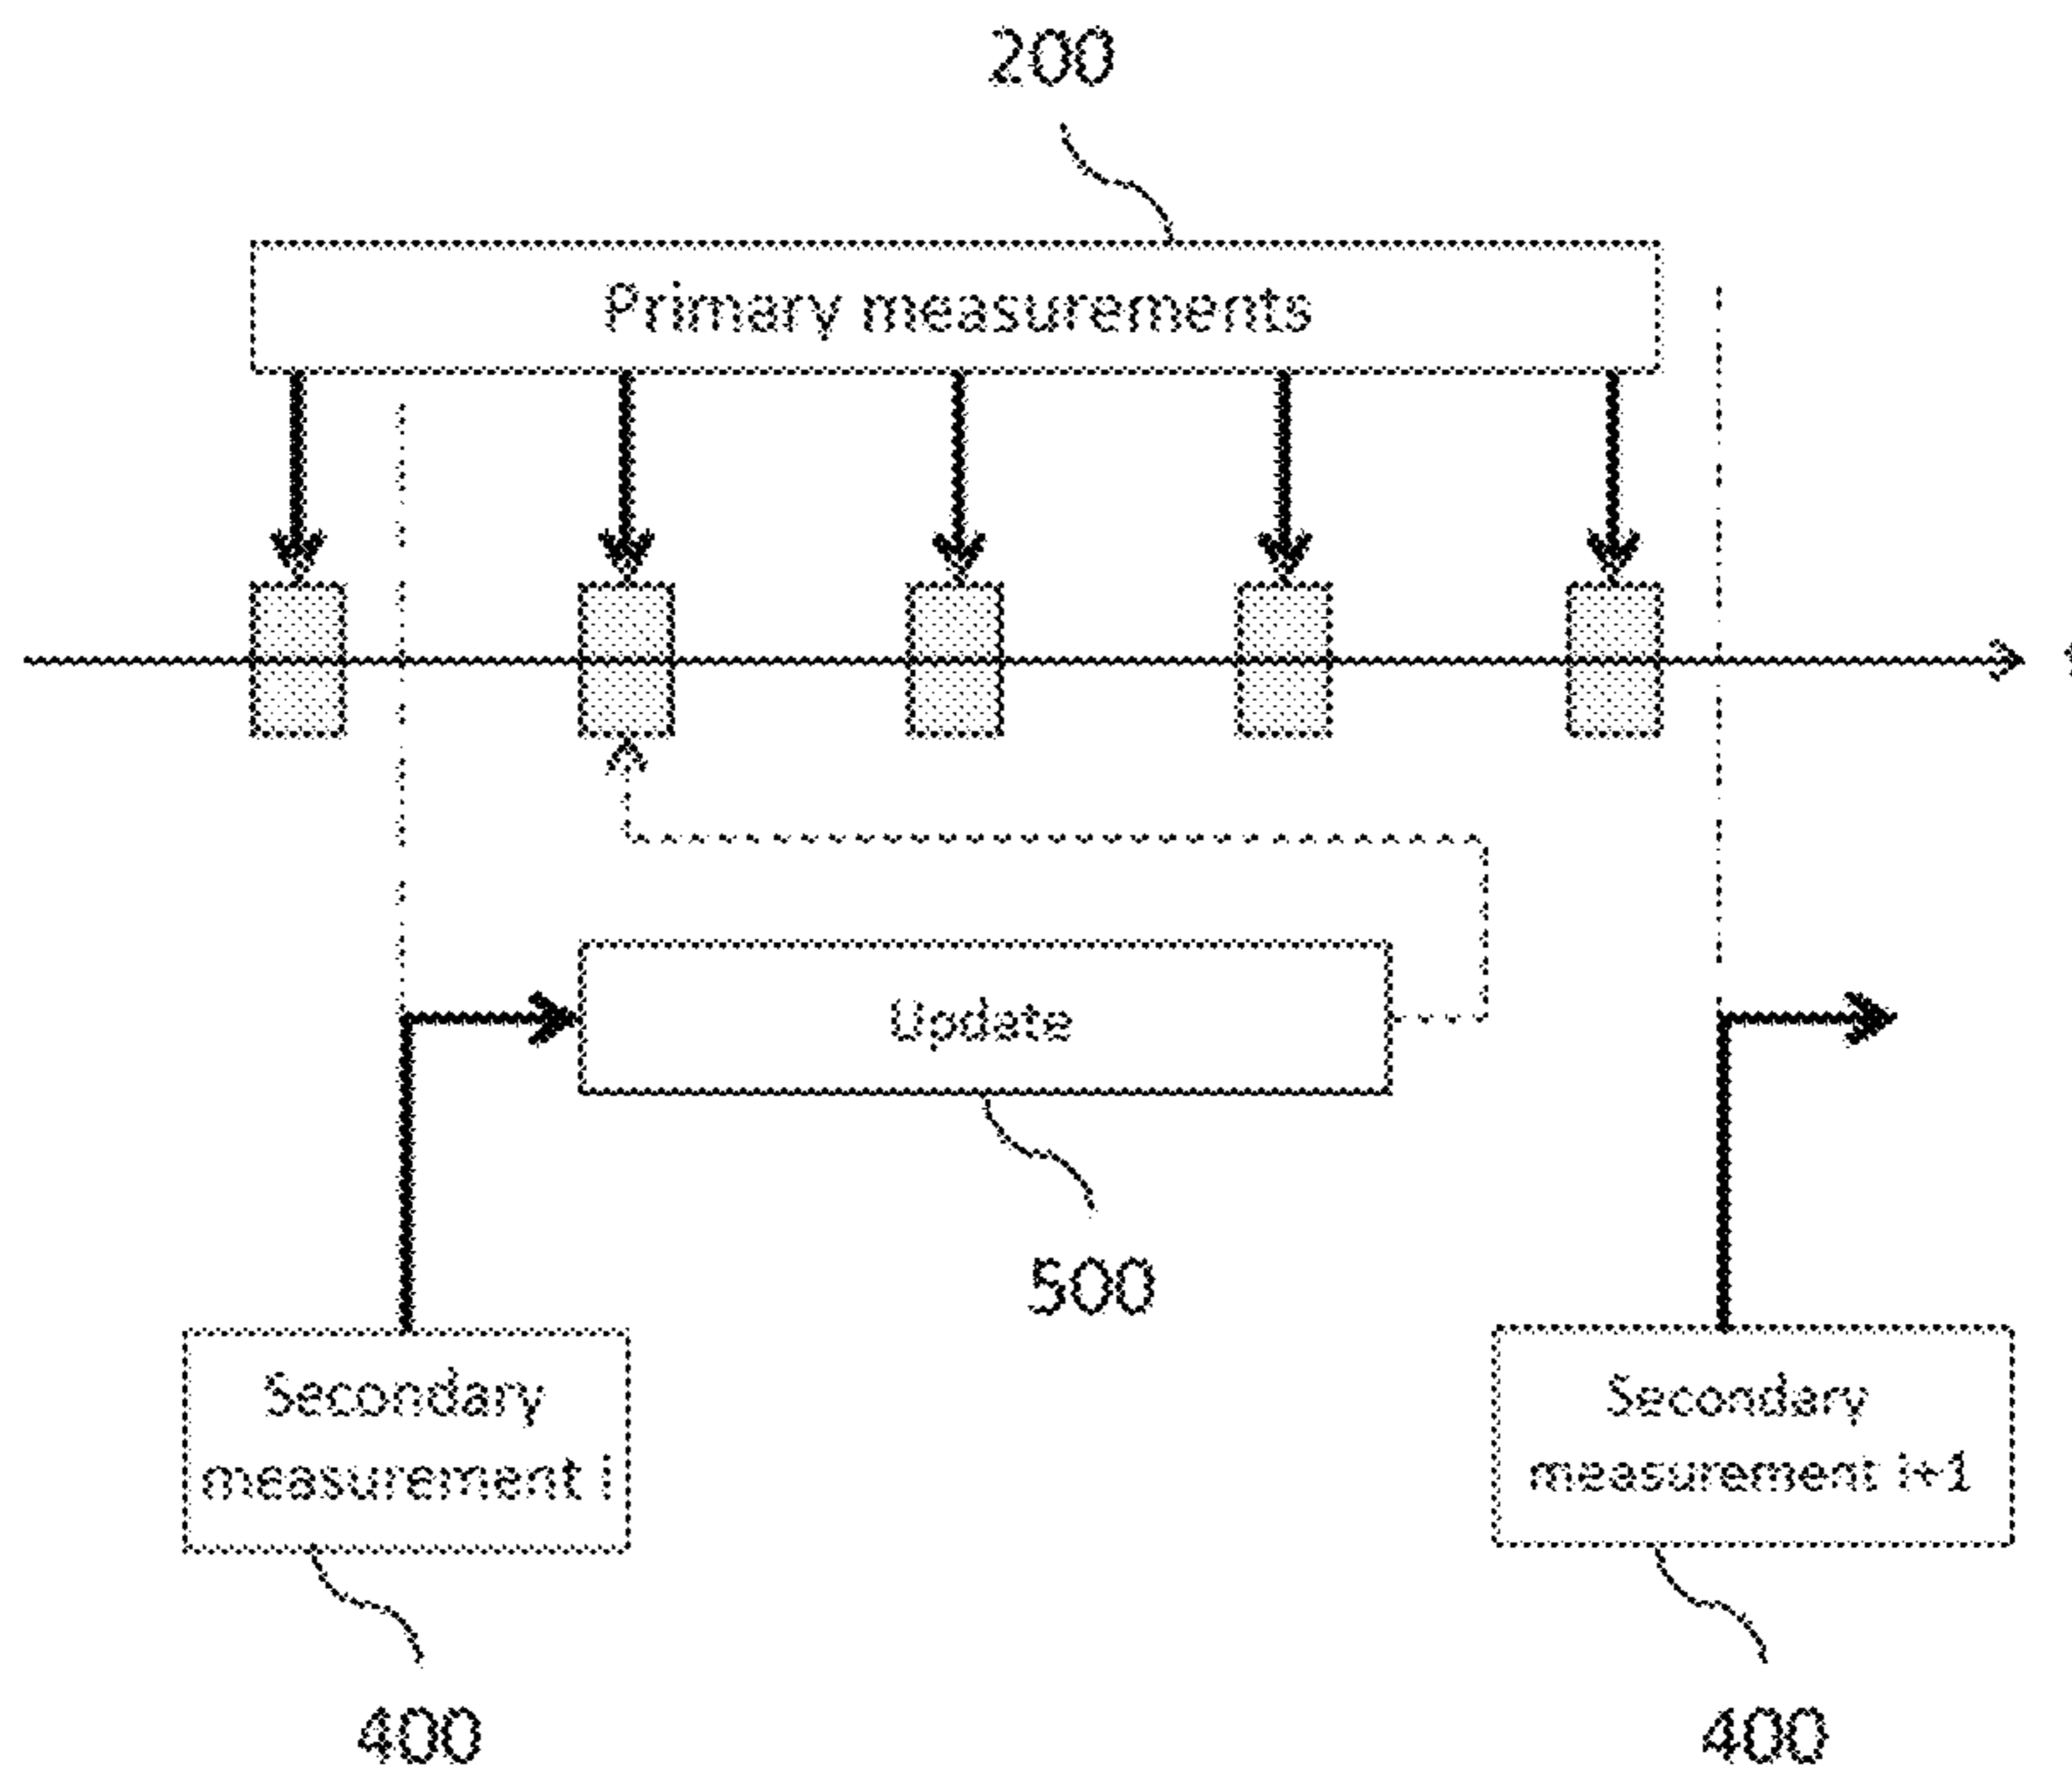 200
Primary measurements
Update
500
Secondary
measurement i
Secondary
measurement i+1
400
400